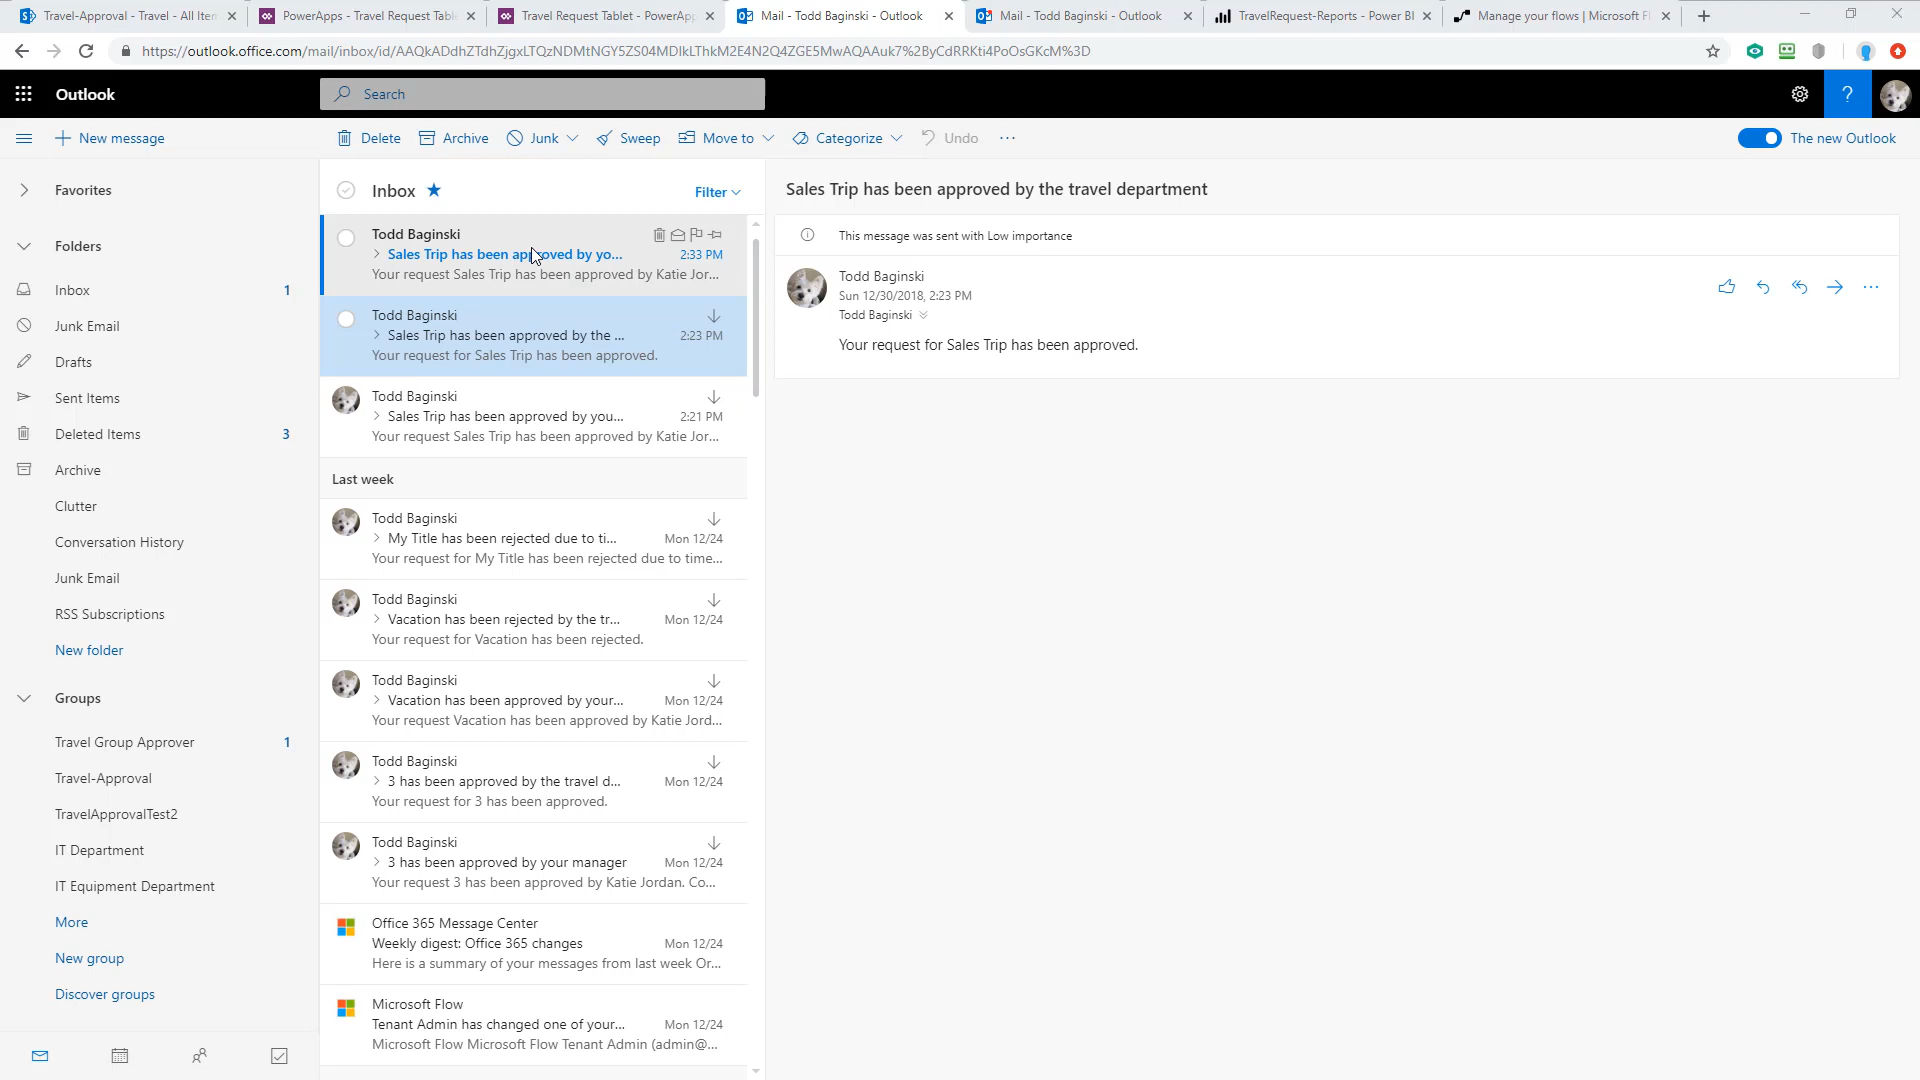 Travel-Approval - Travel - All Iten
PowerApps - Travel Request Tabl
Travel Request Tablet - PowerApp
Mail - Todd Baginski - Outlook
Mail - Todd Baginski - Outlook
TravelRequest-Reports - Power BI
Manage your flows | Microsoft Fl
https://outlook.office.com/mail/inbox/id/AAQkADdhZTdhZjgxLTQzNDMtNGY5ZS04MDlkLThkM2E4N2Q4ZGE5MwAQAAuk7%2ByCdRRKti4PoOsGKcM%3D
Outlook
Search
?
New message
Delete
Archive
Junk
Sweep
Move to
Categorize
Undo
The new Outlook
Favorites
Folders
Inbox 1
Junk Email
Drafts
Sent Items
Deleted Items 3
Archive
Clutter
Conversation History
Junk Email
RSS Subscriptions
New folder
Groups
Travel Group Approver 1
Travel-Approval
TravelApprovalTest2
IT Department
IT Equipment Department
More
New group
Discover groups
Inbox
Filter
Todd Baginski
Sales Trip has been approved by yo... 2:33 PM
Your request Sales Trip has been approved by Katie Jor...
Todd Baginski
Sales Trip has been approved by the ... 2:23 PM
Your request for Sales Trip has been approved.
Todd Baginski
Sales Trip has been approved by you... 2:21 PM
Your request Sales Trip has been approved by Katie Jor...
Last week
Todd Baginski
My Title has been rejected due to ti... Mon 12/24
Your request for My Title has been rejected due to time...
Todd Baginski
Vacation has been rejected by the tr... Mon 12/24
Your request for Vacation has been rejected.
Todd Baginski
Vacation has been approved by your... Mon 12/24
Your request Vacation has been approved by Katie Jord...
Todd Baginski
3 has been approved by the travel d... Mon 12/24
Your request for 3 has been approved.
Todd Baginski
3 has been approved by your manager Mon 12/24
Your request 3 has been approved by Katie Jordan. Co...
Office 365 Message Center
Weekly digest: Office 365 changes Mon 12/24
Here is a summary of your messages from last week Or...
Microsoft Flow
Tenant Admin has changed one of your... Mon 12/24
Microsoft Flow Microsoft Flow Tenant Admin (admin@...
Sales Trip has been approved by the travel department
This message was sent with Low importance
Todd Baginski
Sun 12/30/2018, 2:23 PM
Todd Baginski
Your request for Sales Trip has been approved.